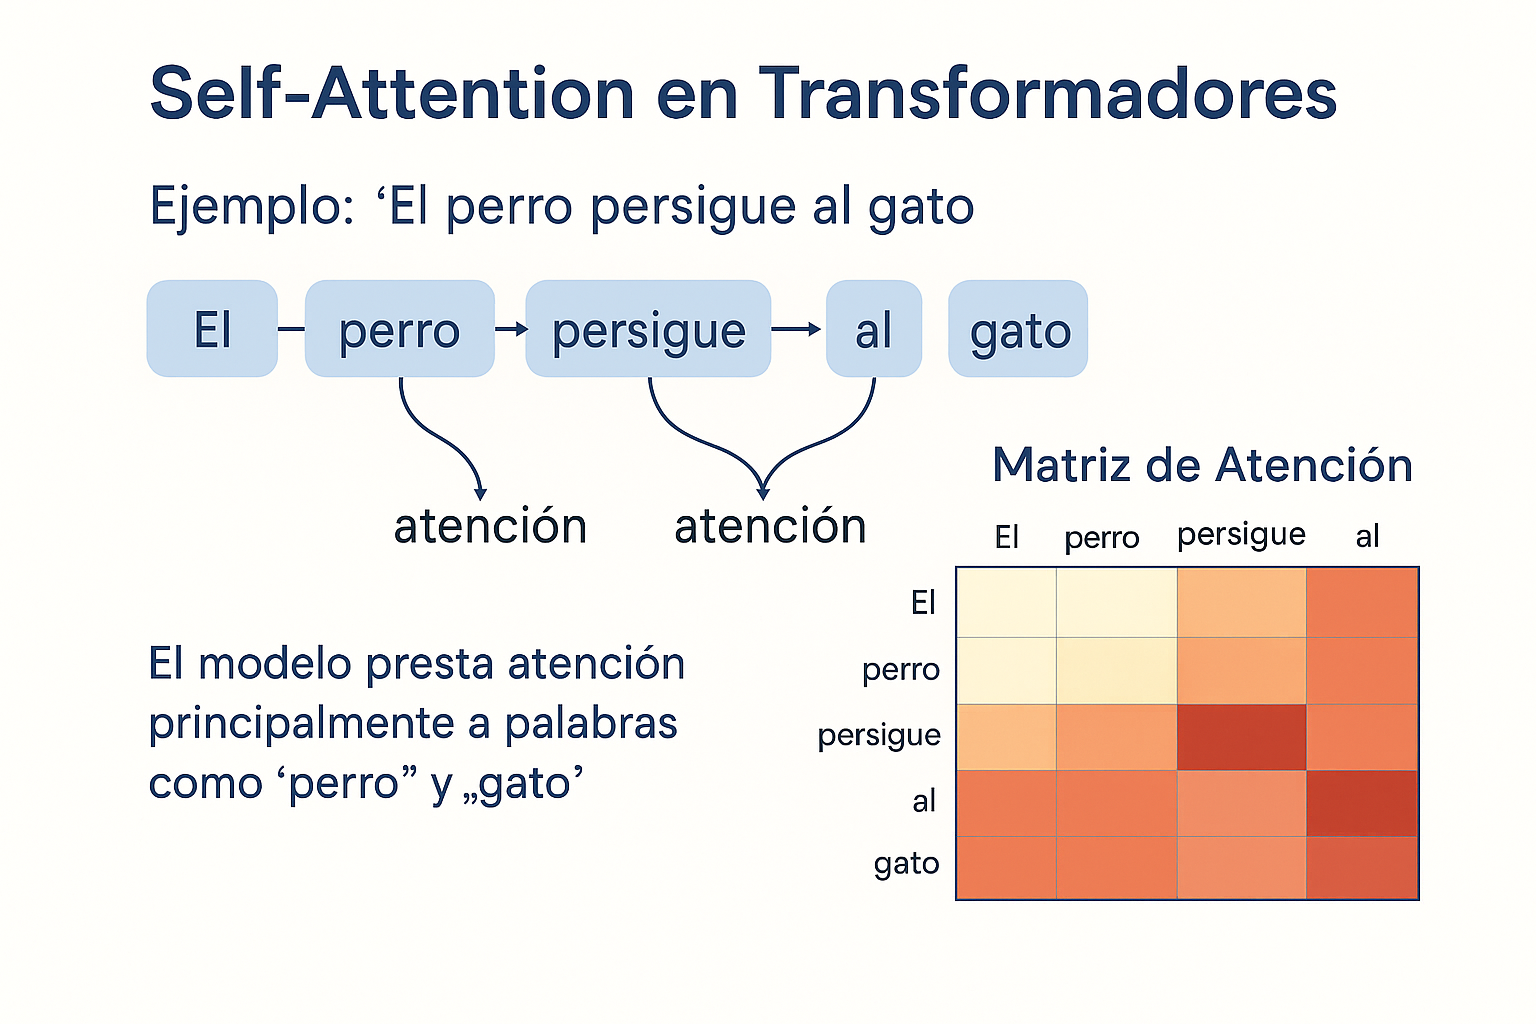 Self-Attention en Transformadores
Ejemplo: ‘El perro persigue al gato
El perro persigue al gato
atención atención
El modelo presta atención
principalmente a palabras
como ‘perro” y „gato’
Matriz de Atención
El perro persigue al
El
perro
persigue
al
gato